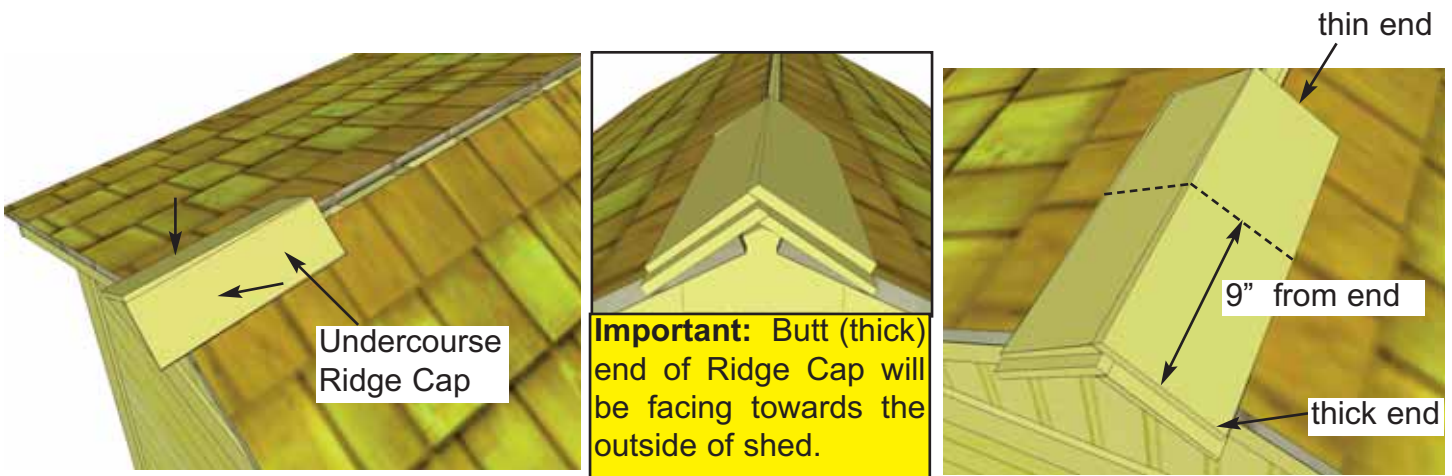 Undercourse
Ridge Cap
Important: Butt (thick)
end of Ridge Cap will
be facing towards the
outside of shed.
thin end
9” from end
thick end